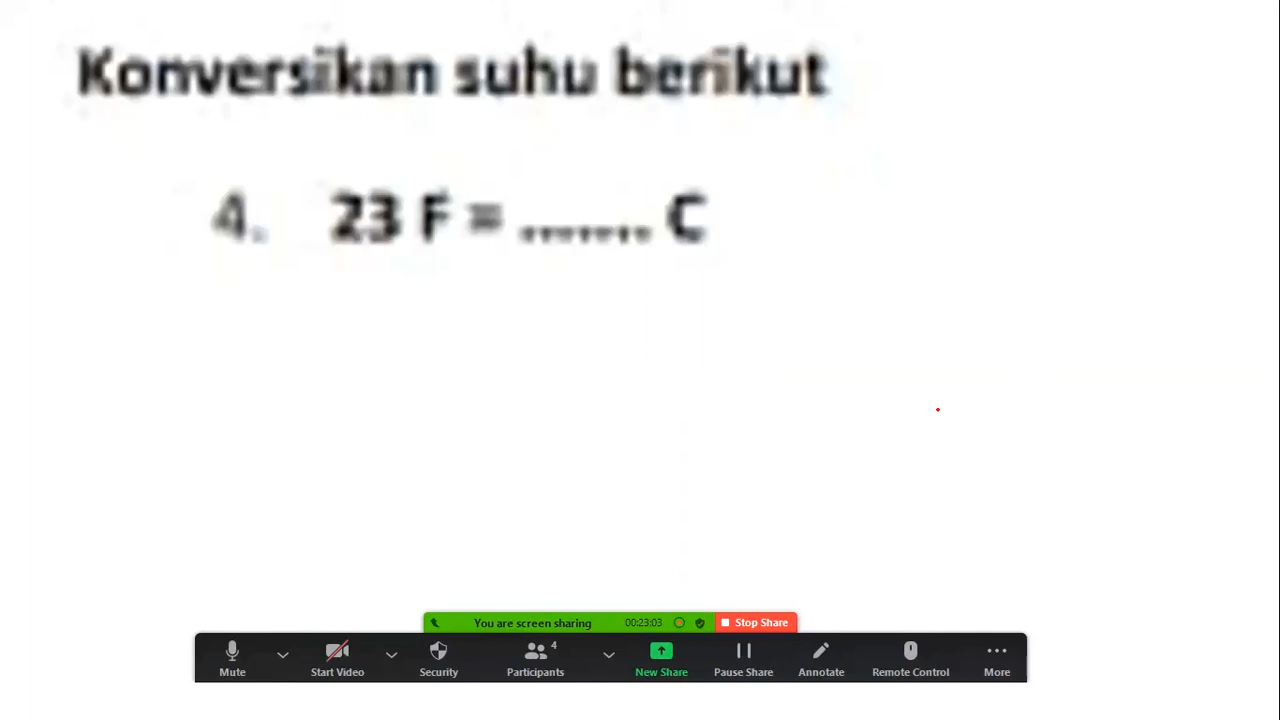 Konversikan suhu berikut
4. 23 F = ........ C
You are screen sharing 00:23:03 Stop Share
Mute Start Video Security Participants 4 New Share Pause Share Annotate Remote Control More